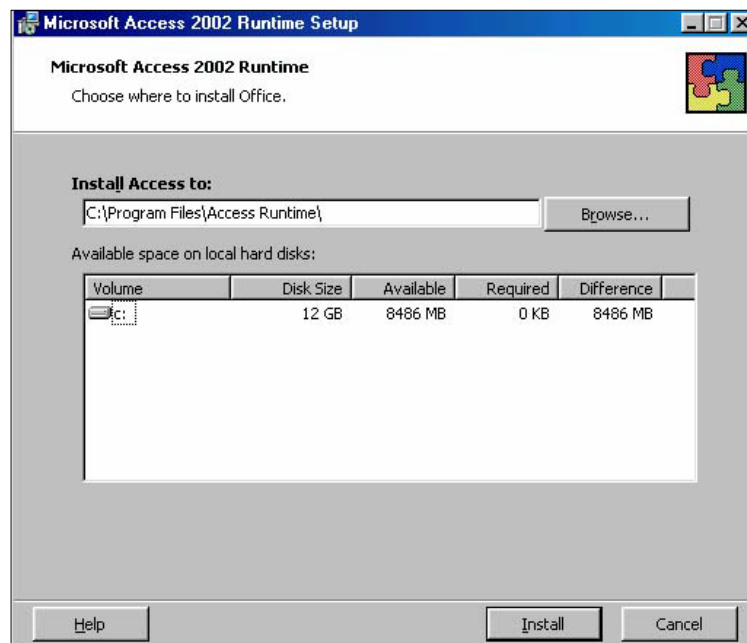 Microsoft Access 2002 Runtime Setup
Microsoft Access 2002 Runtime
Choose where to install Office.
Install Access to:
C:\Program Files\Access Runtime\ Browse...
Available space on local hard disks:
Volume Disk Size Available Required Difference
c: 12 GB 8486 MB 0 KB 8486 MB
Help Install Cancel